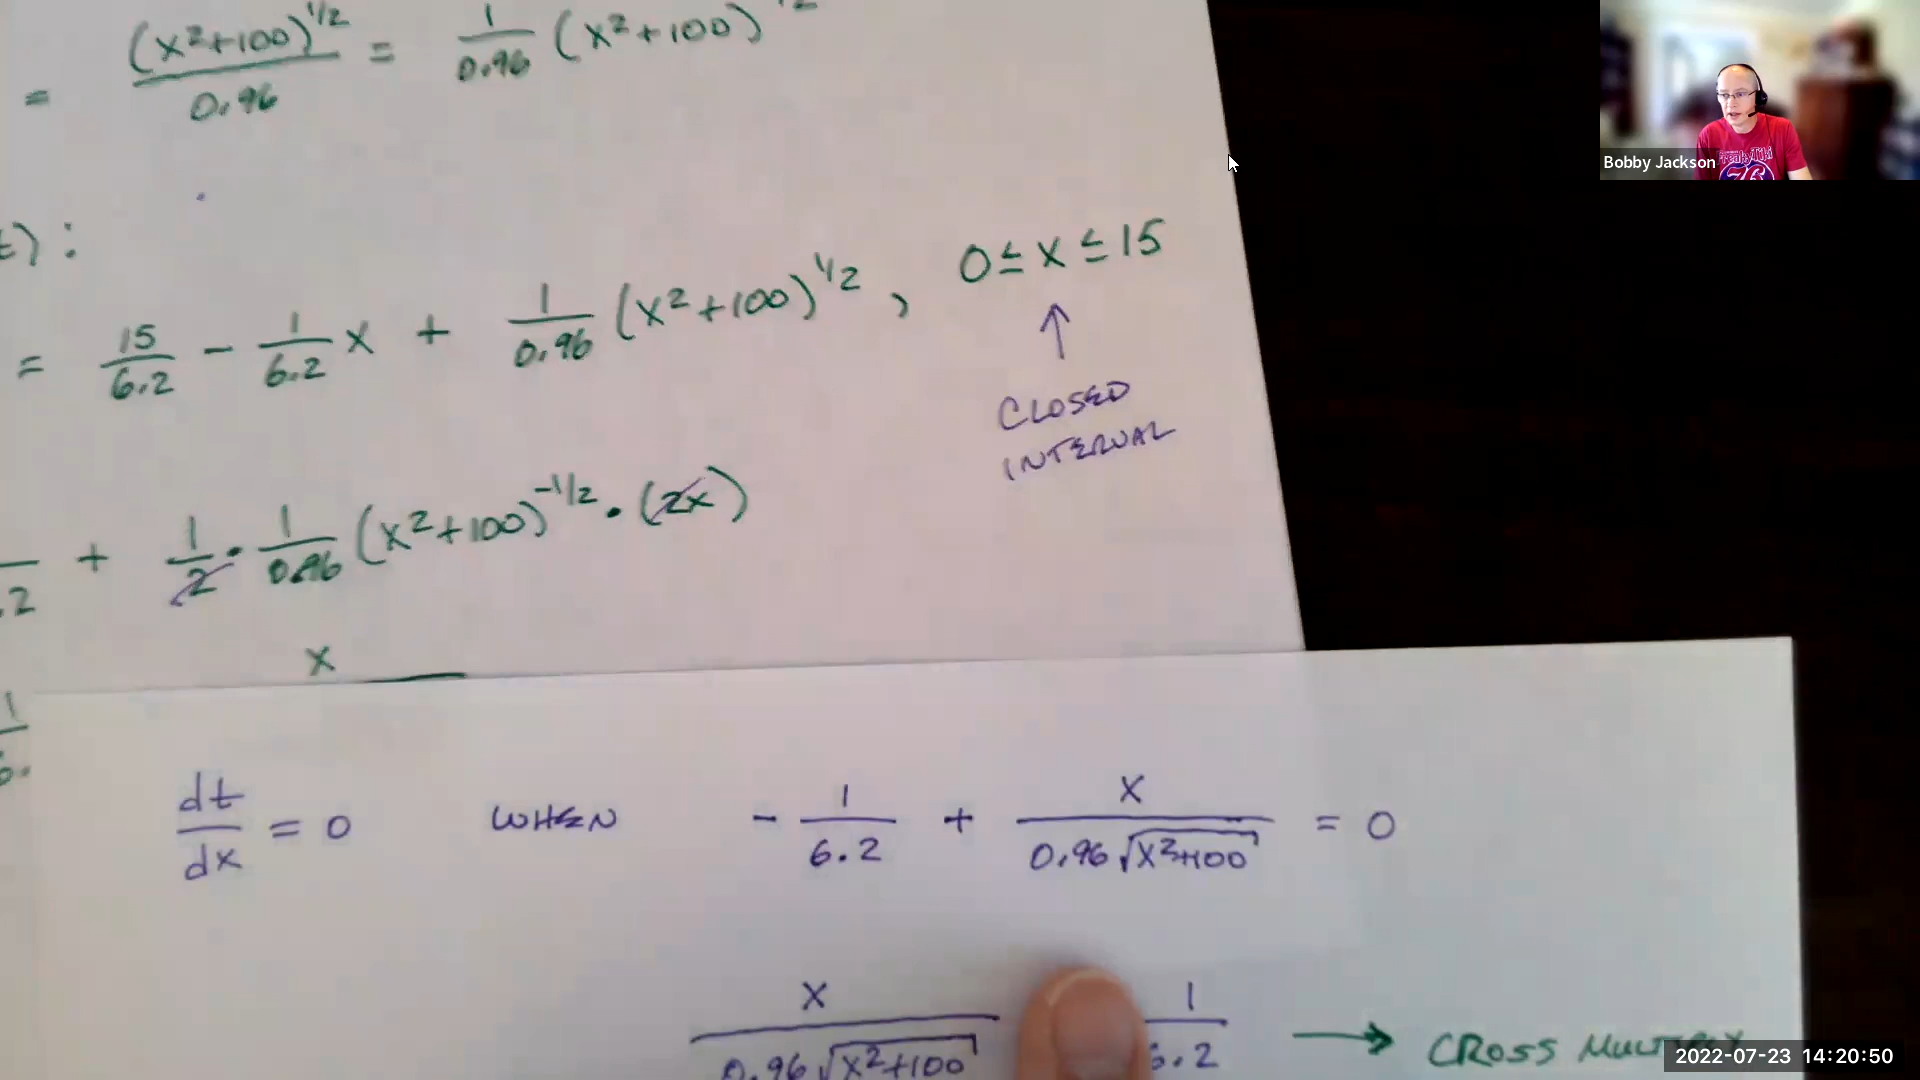 = (x²+100)^1/2 / 0.96 = 1/0.96 (x²+100)
Bobby Jackson
t):
= 15/6.2 - 1/6.2 x + 1/0.96 (x²+100)^1/2 , 0 ≤ x ≤ 15
↑
CLOSED
INTERVAL
.2 + 1/2 · 1/0.96 (x²+100)^-1/2 · (2x)
x
1
6.
dt/dx = 0 WHEN - 1/6.2 + x / 0.96 √x²+100 = 0
x / 0.96 √x²+100 1/6.2 → CROSS
2022-07-23 14:20:50